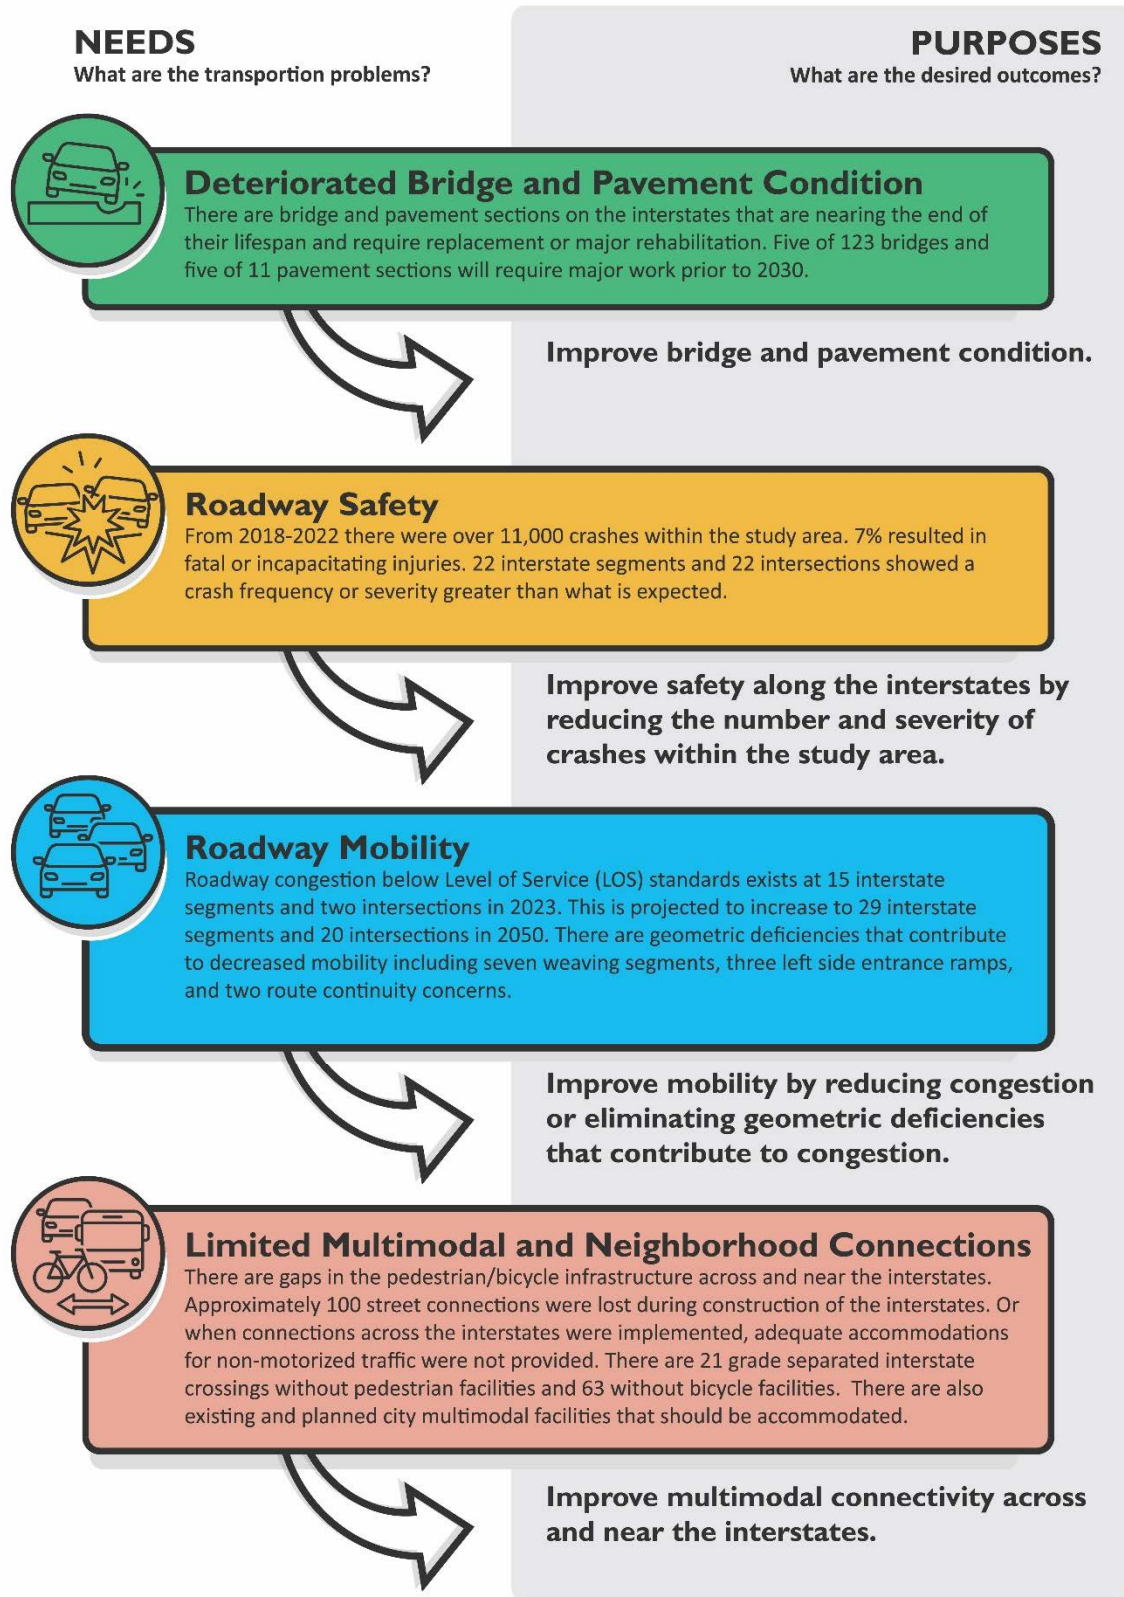 NEEDS
What are the transportion problems?
PURPOSES
What are the desired outcomes?
Deteriorated Bridge and Pavement Condition
There are bridge and pavement sections on the interstates that are nearing the end of
their lifespan and require replacement or major rehabilitation. Five of 123 bridges and
five of 11 pavement sections will require major work prior to 2030.
Improve bridge and pavement condition.
Roadway Safety
From 2018-2022 there were over 11,000 crashes within the study area. 7% resulted in
fatal or incapacitating injuries. 22 interstate segments and 22 intersections showed a
crash frequency or severity greater than what is expected.
Improve safety along the interstates by
reducing the number and severity of
crashes within the study area.
Roadway Mobility
Roadway congestion below Level of Service (LOS) standards exists at 15 interstate
segments and two intersections in 2023. This is projected to increase to 29 interstate
segments and 20 intersections in 2050. There are geometric deficiencies that contribute
to decreased mobility including seven weaving segments, three left side entrance ramps,
and two route continuity concerns.
Improve mobility by reducing congestion
or eliminating geometric deficiencies
that contribute to congestion.
Limited Multimodal and Neighborhood Connections
There are gaps in the pedestrian/bicycle infrastructure across and near the interstates.
Approximately 100 street connections were lost during construction of the interstates. Or
when connections across the interstates were implemented, adequate accommodations
for non-motorized traffic were not provided. There are 21 grade separated interstate
crossings without pedestrian facilities and 63 without bicycle facilities. There are also
existing and planned city multimodal facilities that should be accommodated.
Improve multimodal connectivity across
and near the interstates.